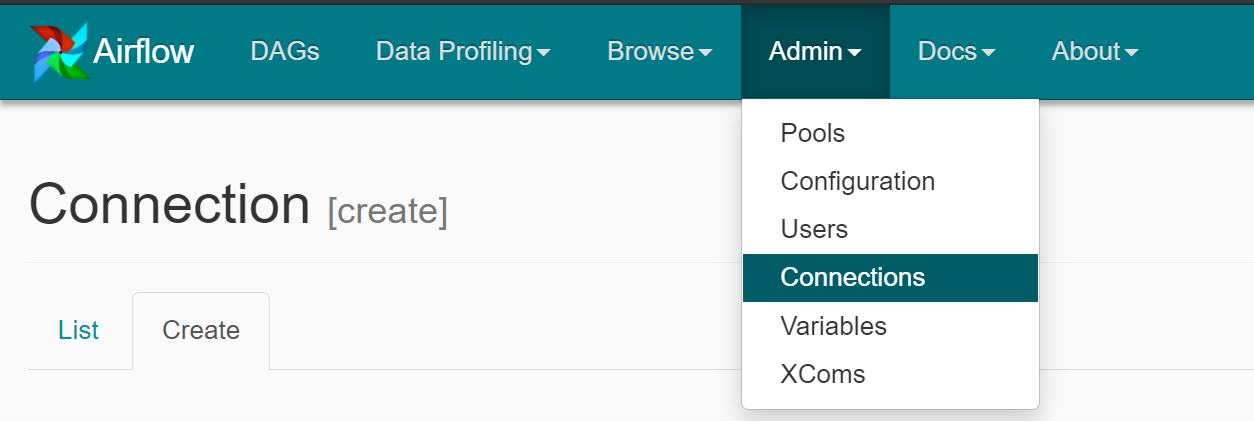 Airflow DAGs Data Profiling Browse Admin Docs About
Pools
Configuration
Connection [create]
Users
Connections
List Create
Variables
XComs